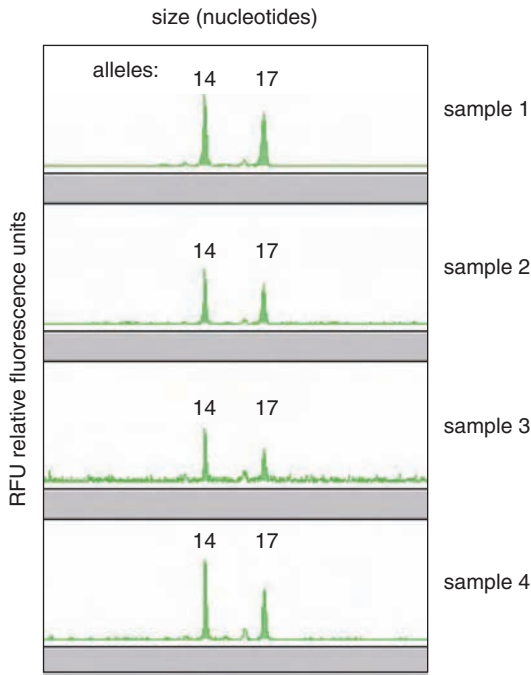 size (nucleotides)
alleles:
14 17
sample 1
14 17
sample 2
14 17
sample 3
14 17
sample 4
RFU relative fluorescence units